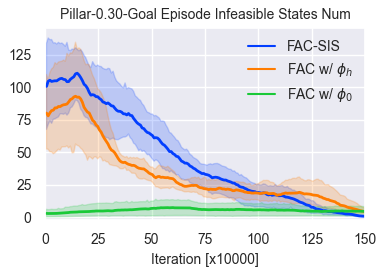 Pillar-0.30-Goal Episode Infeasible States Num
FAC-SIS
FAC w/ ϕh
FAC w/ ϕ0
125
100
75
50
25
0
0 25 50 75 100 125 150
Iteration [x10000]